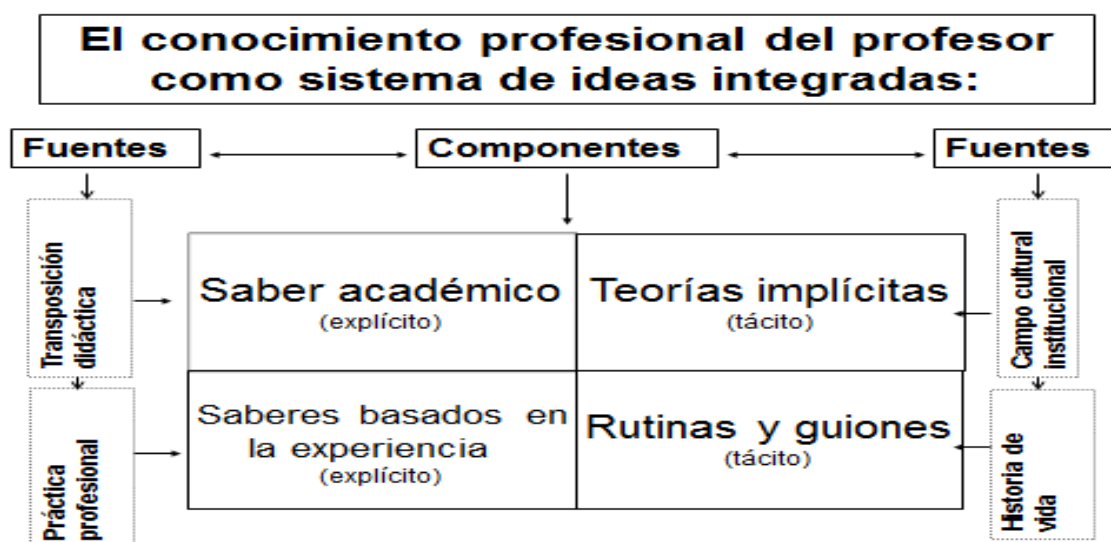 El conocimiento profesional del profesor
como sistema de ideas integradas:
Fuentes
Componentes
Fuentes
Transposición
didáctica
Saber académico
(explícito)
Teorías implícitas
(tácito)
Campo cultural
institucional
Práctica
profesional
Saberes basados en
la experiencia
(explícito)
Rutinas y guiones
(tácito)
Historia de
vida